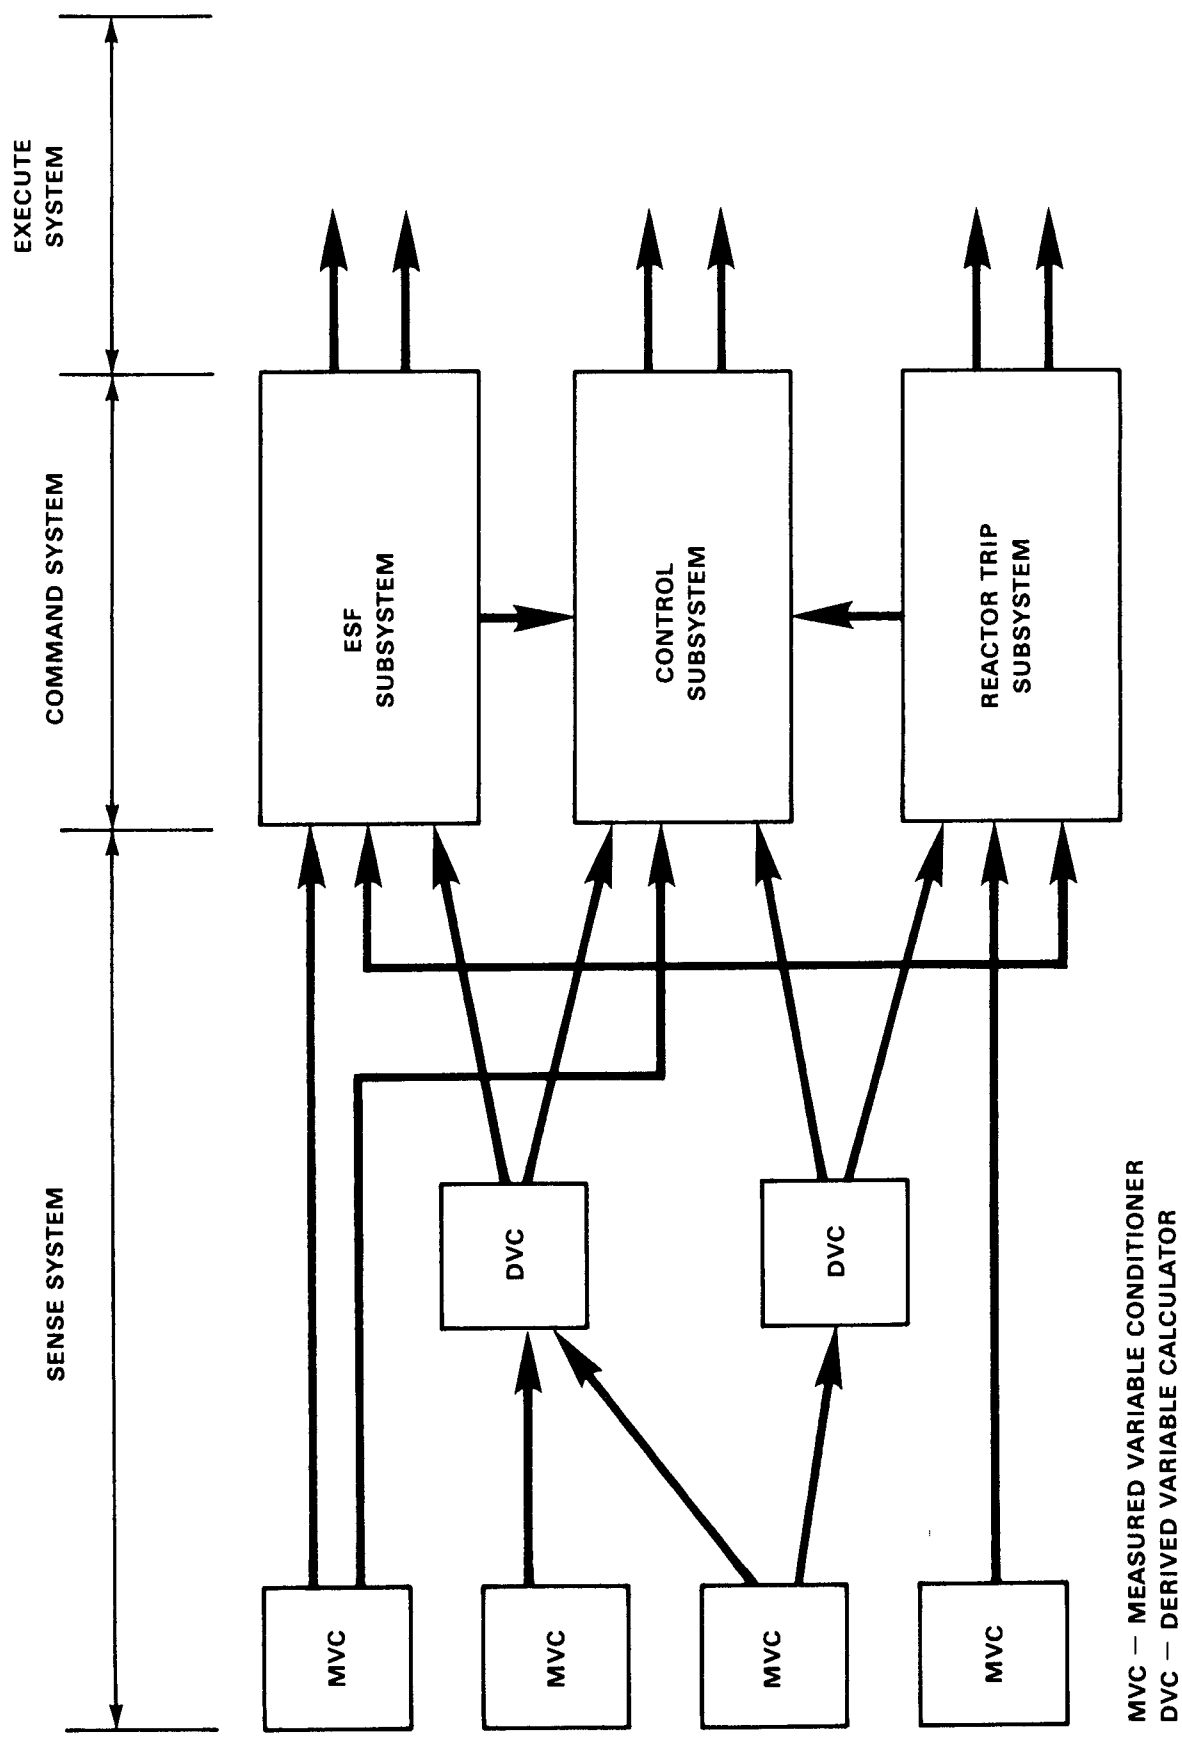 SENSE SYSTEM
COMMAND SYSTEM
EXECUTE
SYSTEM
MVC
MVC
MVC
MVC
DVC
DVC
ESF
SUBSYSTEM
CONTROL
SUBSYSTEM
REACTOR TRIP
SUBSYSTEM
MVC — MEASURED VARIABLE CONDITIONER
DVC — DERIVED VARIABLE CALCULATOR